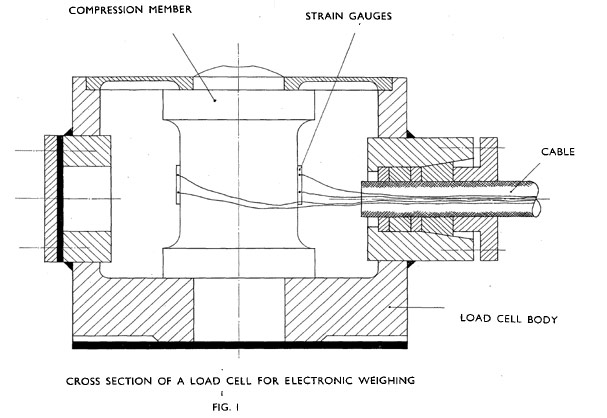 COMPRESSION MEMBER
STRAIN GAUGES
CABLE
LOAD CELL BODY
CROSS SECTION OF A LOAD CELL FOR ELECTRONIC WEIGHING
FIG. 1